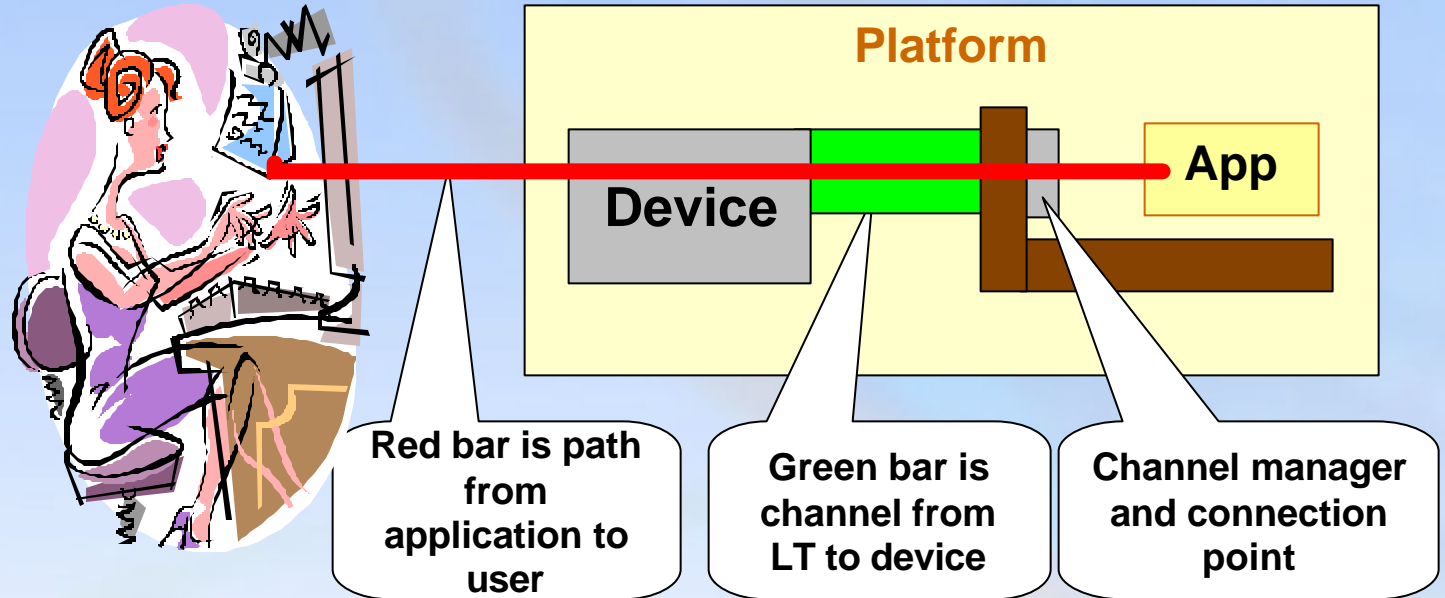 Platform
Device
App
Red bar is path
from
application to
user
Green bar is
channel from
LT to device
Channel manager
and connection
point